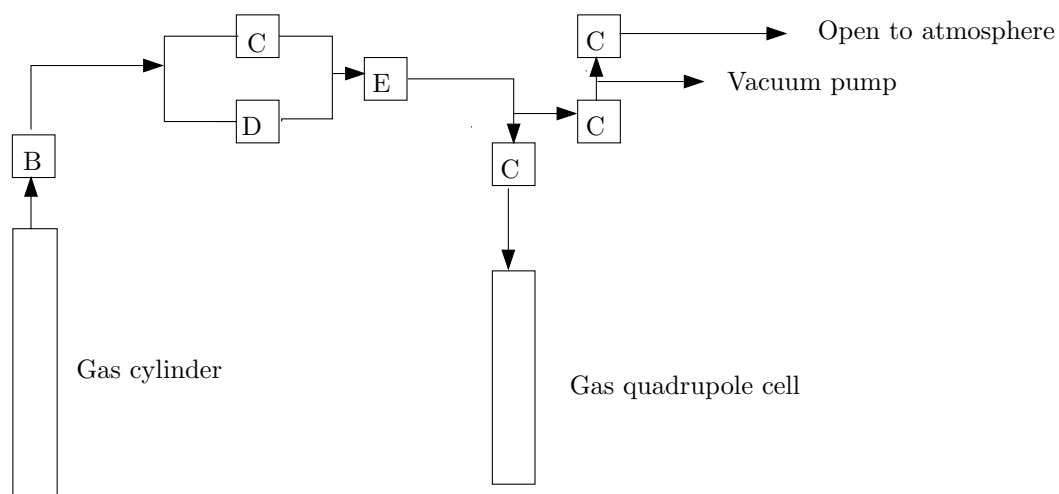 C
Open to atmosphere
C
E
Vacuum pump
D
C
B
C
Gas cylinder
Gas quadrupole cell